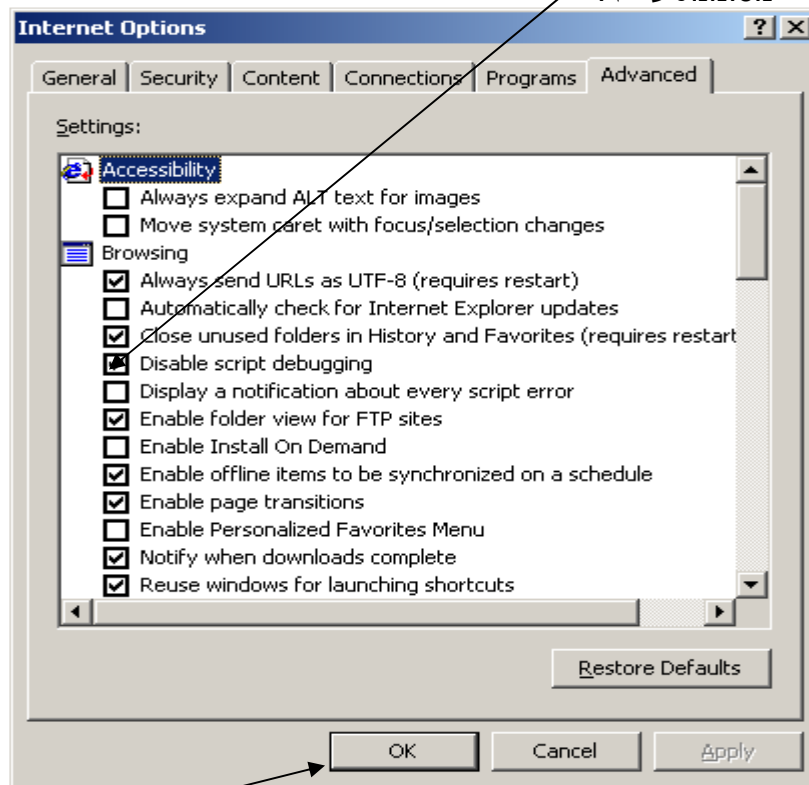 Internet Options
General Security Content Connections Programs Advanced
Settings:
Accessibility
Always expand ALT text for images
Move system caret with focus/selection changes
Browsing
Always send URLs as UTF-8 (requires restart)
Automatically check for Internet Explorer updates
Close unused folders in History and Favorites (requires restart
Disable script debugging
Display a notification about every script error
Enable folder view for FTP sites
Enable Install On Demand
Enable offline items to be synchronized on a schedule
Enable page transitions
Enable Personalized Favorites Menu
Notify when downloads complete
Reuse windows for launching shortcuts
Restore Defaults
OK Cancel Apply